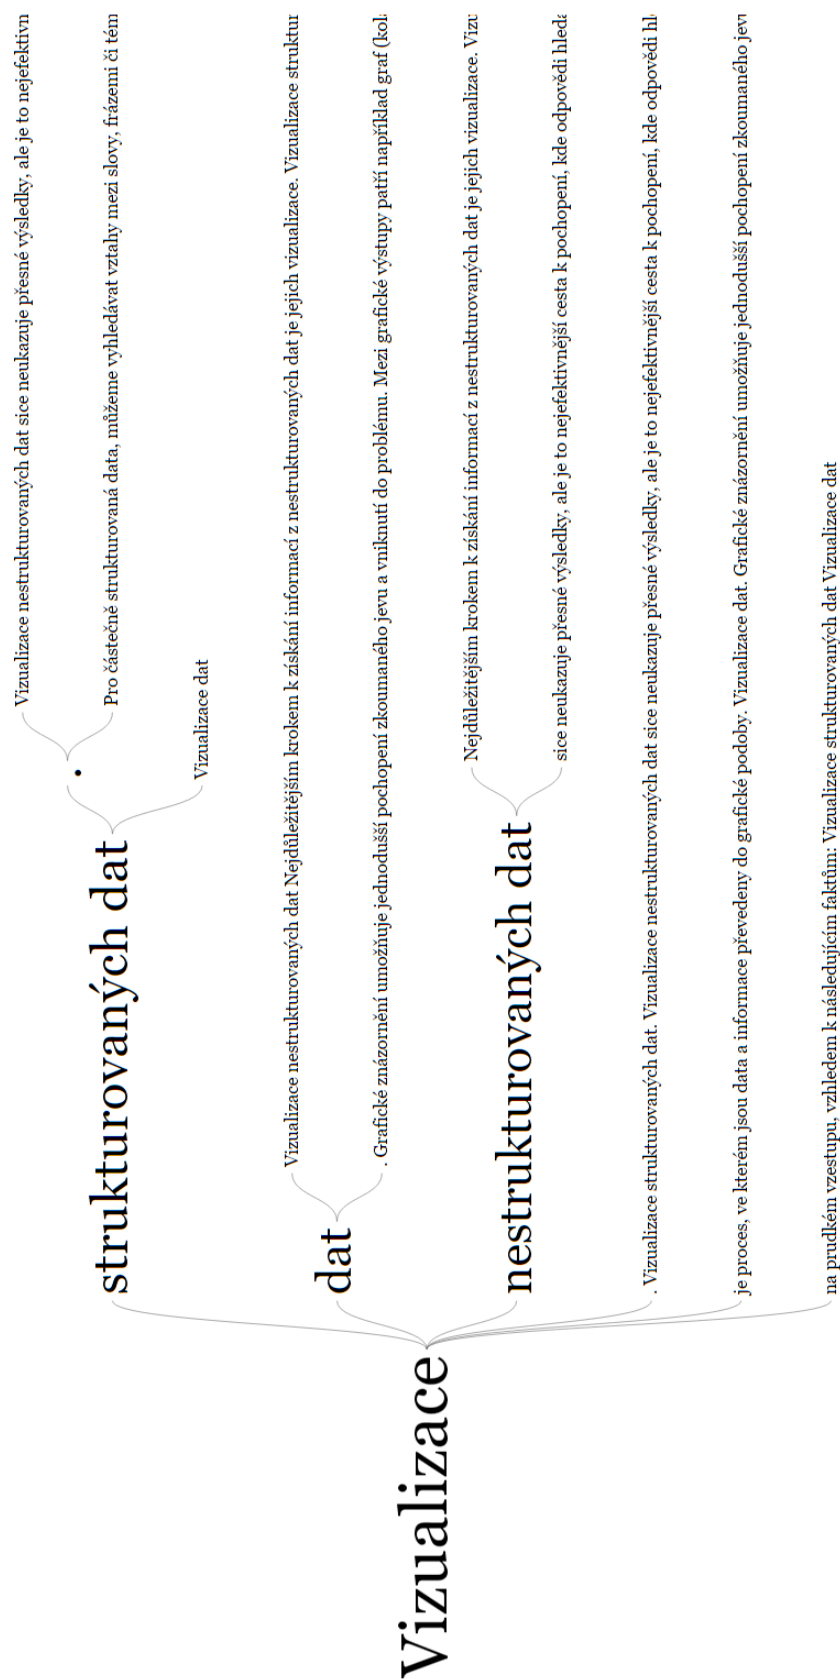 Vizualizace
strukturovaných dat
.
Vizualizace nestrukturovaných dat sice neukazuje přesné výsledky, ale je to nejefektivn
Pro částečně strukturovaná data, můžeme vyhledávat vztahy mezi slovy, frázemi či tém
Vizualizace dat
dat
Vizualizace nestrukturovaných dat Nejdůležitějším krokem k získání informací z nestrukturovaných dat je jejich vizualizace. Vizualizace struktur
. Grafické znázornění umožňuje jednodušší pochopení zkoumaného jevu a vniknutí do problému. Mezi grafické výstupy patří například graf (kol
nestrukturovaných dat
Nejdůležitějším krokem k získání informací z nestrukturovaných dat je jejich vizualizace. Viz
sice neukazuje přesné výsledky, ale je to nejefektivnější cesta k pochopení, kde odpovědi hled
. Vizualizace strukturovaných dat. Vizualizace nestrukturovaných dat sice neukazuje přesné výsledky, ale je to nejefektivnější cesta k pochopení, kde odpovědi hl
je proces, ve kterém jsou data a informace převedeny do grafické podoby. Vizualizace dat. Grafické znázornění umožňuje jednodušší pochopení zkoumaného jev
na prudkém vzestupu, vzhledem k následujícím faktům: Vizualizace strukturovaných dat Vizualizace dat